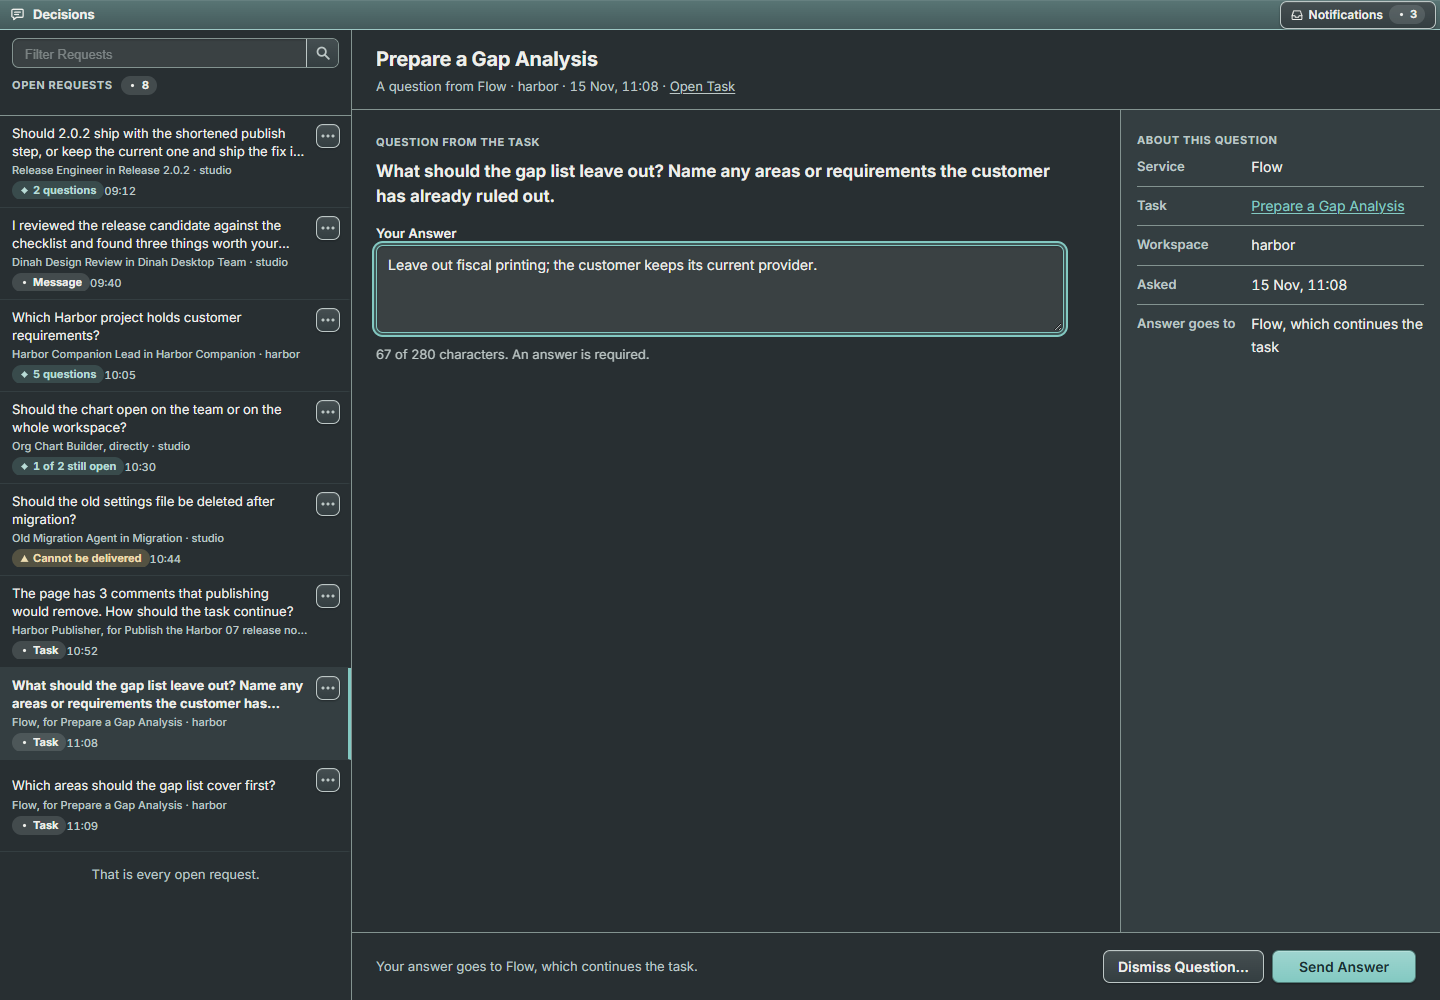 Decisions
Notifications • 3
Filter Requests
OPEN REQUESTS • 8
Should 2.0.2 ship with the shortened publish
step, or keep the current one and ship the fix i...
Release Engineer in Release 2.0.2 · studio
2 questions 09:12
I reviewed the release candidate against the
checklist and found three things worth your...
Dinah Design Review in Dinah Desktop Team · studio
• Message 09:40
Which Harbor project holds customer
requirements?
Harbor Companion Lead in Harbor Companion · harbor
5 questions 10:05
Should the chart open on the team or on the
whole workspace?
Org Chart Builder, directly · studio
1 of 2 still open 10:30
Should the old settings file be deleted after
migration?
Old Migration Agent in Migration · studio
Cannot be delivered 10:44
The page has 3 comments that publishing
would remove. How should the task continue?
Harbor Publisher, for Publish the Harbor 07 release no...
• Task 10:52
What should the gap list leave out? Name any
areas or requirements the customer has...
Flow, for Prepare a Gap Analysis · harbor
• Task 11:08
Which areas should the gap list cover first?
Flow, for Prepare a Gap Analysis · harbor
• Task 11:09
That is every open request.
Prepare a Gap Analysis
A question from Flow · harbor · 15 Nov, 11:08 · Open Task
QUESTION FROM THE TASK
What should the gap list leave out? Name any areas or requirements the customer
has already ruled out.
Your Answer
Leave out fiscal printing; the customer keeps its current provider.
67 of 280 characters. An answer is required.
ABOUT THIS QUESTION
Service Flow
Task Prepare a Gap Analysis
Workspace harbor
Asked 15 Nov, 11:08
Answer goes to Flow, which continues the
task
Your answer goes to Flow, which continues the task.
Dismiss Question...
Send Answer